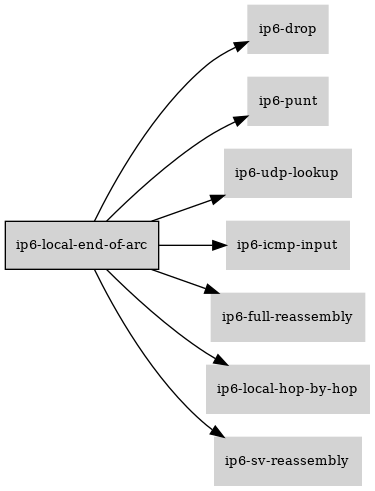 ip6-drop
ip6-punt
ip6-udp-lookup
ip6-local-end-of-arc
ip6-icmp-input
ip6-full-reassembly
ip6-local-hop-by-hop
ip6-sv-reassembly